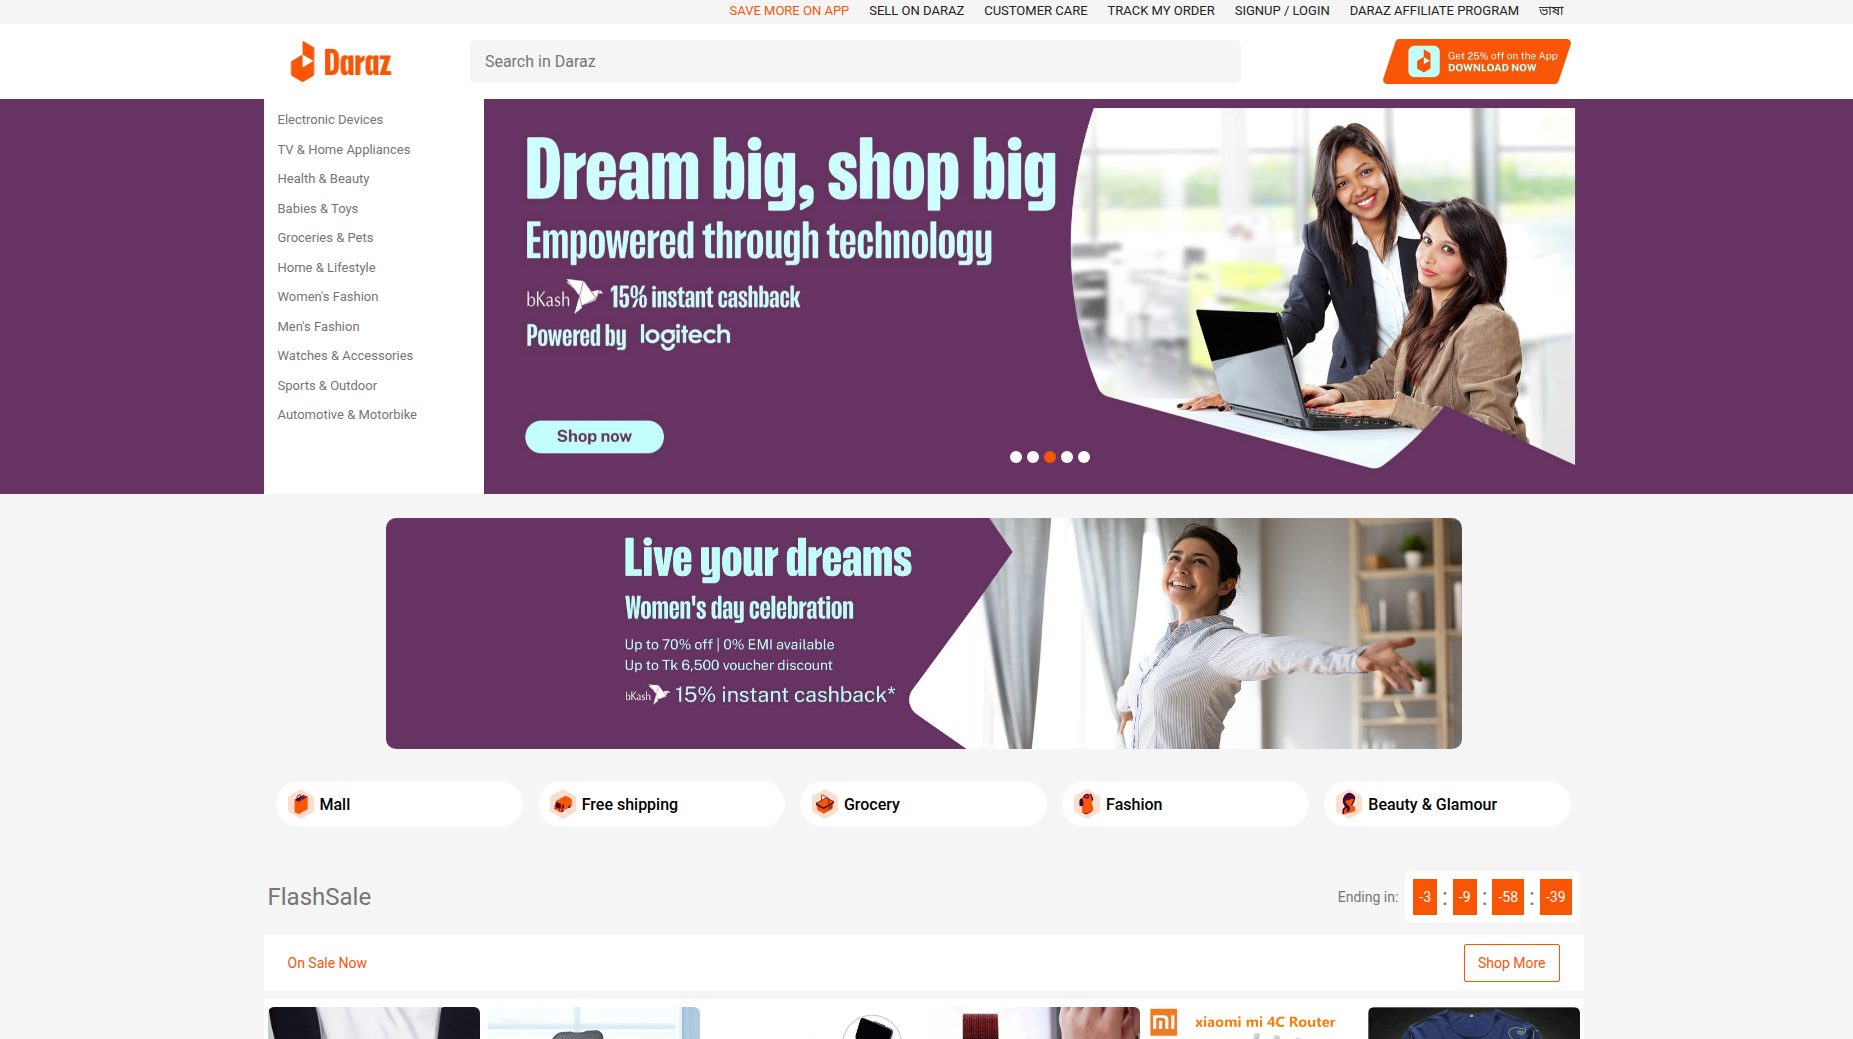 SAVE MORE ON APP SELL ON DARAZ CUSTOMER CARE TRACK MY ORDER SIGNUP / LOGIN DARAZ AFFILIATE PROGRAM ভাষা
Daraz
Search in Daraz
Get 25% off on the App
DOWNLOAD NOW
Electronic Devices
TV & Home Appliances
Health & Beauty
Babies & Toys
Groceries & Pets
Home & Lifestyle
Women's Fashion
Men's Fashion
Watches & Accessories
Sports & Outdoor
Automotive & Motorbike
Dream big, shop big
Empowered through technology
bKash 15% instant cashback
Powered by logitech
Shop now
Live your dreams
Women's day celebration
Up to 70% off | 0% EMI available
Up to Tk 6,500 voucher discount
bKash 15% instant cashback*
Mall
Free shipping
Grocery
Fashion
Beauty & Glamour
FlashSale
Ending in: -3 : -9 : -58 : -39
On Sale Now
Shop More
mi xiaomi mi 4C Router